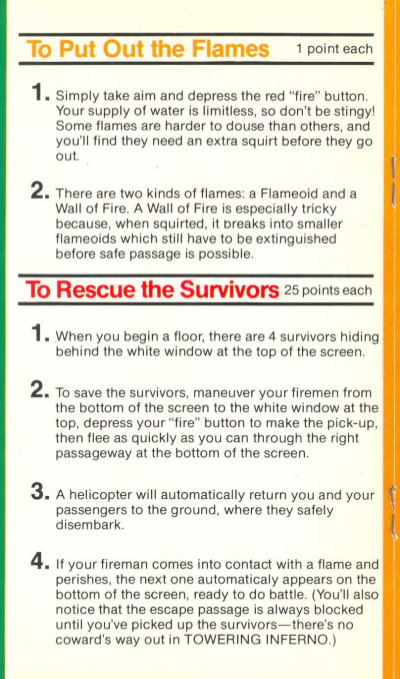 To Put Out the Flames 1 point each
1. Simply take aim and depress the red "fire" button.
Your supply of water is limitless, so don't be stingy!
Some flames are harder to douse than others, and
you'll find they need an extra squirt before they go
out.
2. There are two kinds of flames: a Flameoid and a
Wall of Fire. A Wall of Fire is especially tricky
because, when squirted, it breaks into smaller
flameoids which still have to be extinguished
before safe passage is possible.
To Rescue the Survivors 25 points each
1. When you begin a floor, there are 4 survivors hiding
behind the white window at the top of the screen.
2. To save the survivors, maneuver your firemen from
the bottom of the screen to the white window at the
top, depress your "fire" button to make the pick-up,
then flee as quickly as you can through the right
passageway at the bottom of the screen.
3. A helicopter will automatically return you and your
passengers to the ground, where they safely
disembark.
4. If your fireman comes into contact with a flame and
perishes, the next one automaticaly appears on the
bottom of the screen, ready to do battle. (You'll also
notice that the escape passage is always blocked
until you've picked up the survivors—there's no
coward's way out in TOWERING INFERNO.)